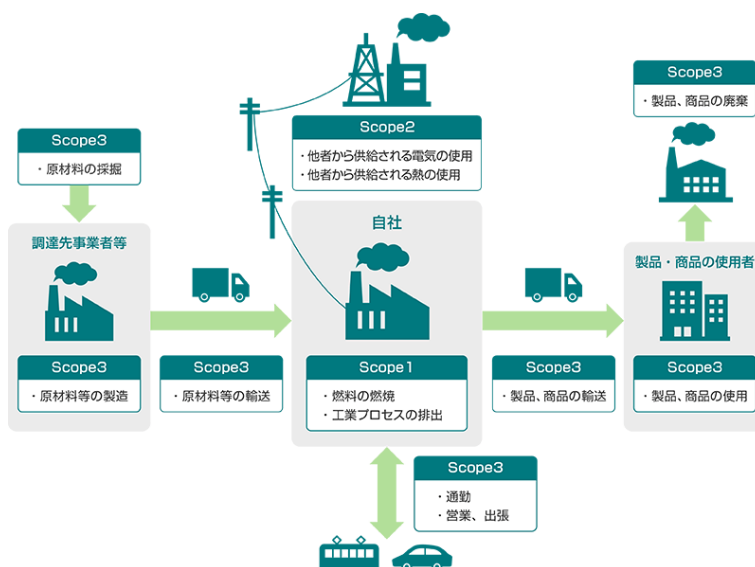 Scope3
・原材料の採掘
調達先事業者等
Scope3
・原材料等の製造
Scope3
・原材料等の輸送
Scope2
・他者から供給される電気の使用
・他者から供給される熱の使用
自社
Scope1
・燃料の燃焼
・工業プロセスの排出
Scope3
・通勤
・営業、出張
Scope3
・製品、商品の輸送
Scope3
・製品、商品の廃棄
製品・商品の使用者
Scope3
・製品、商品の使用